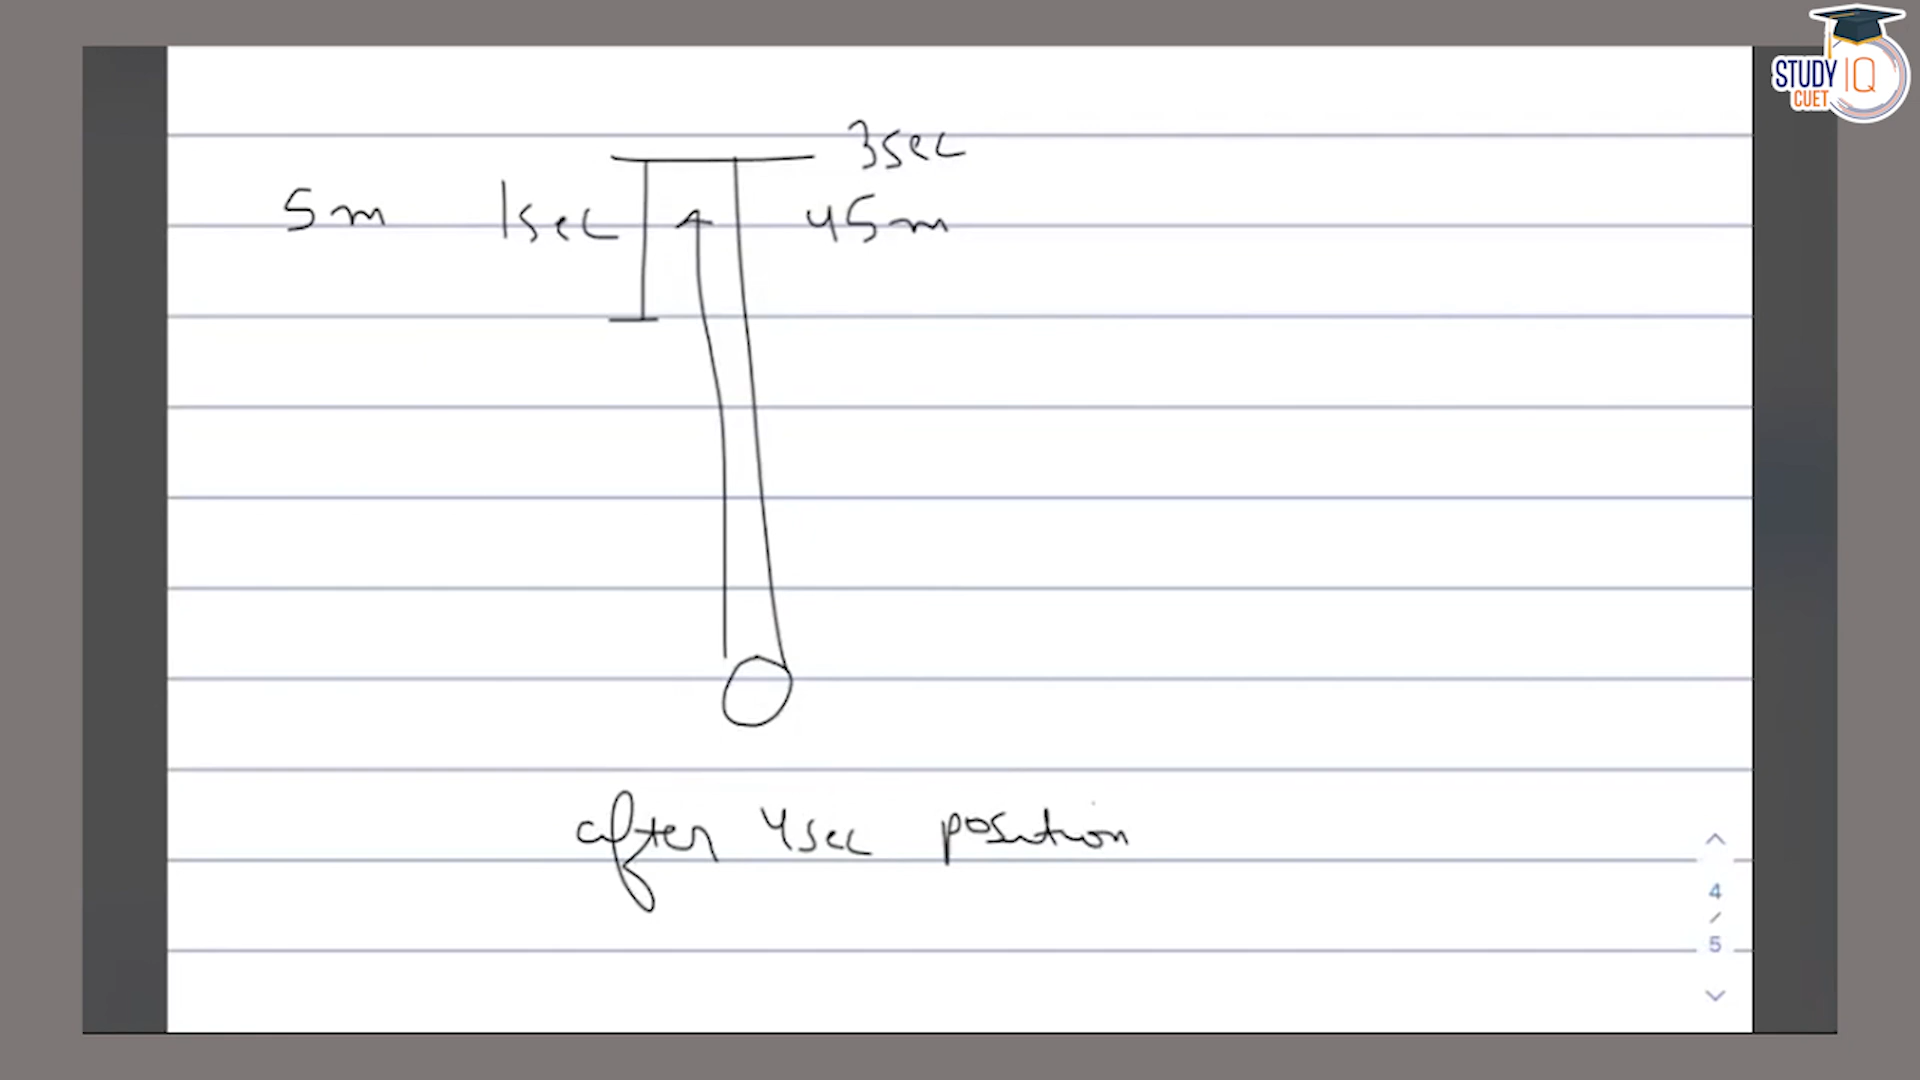 3sec
5m 1sec 45m
after 4sec position
4
/
5
STUDY IQ
CUET